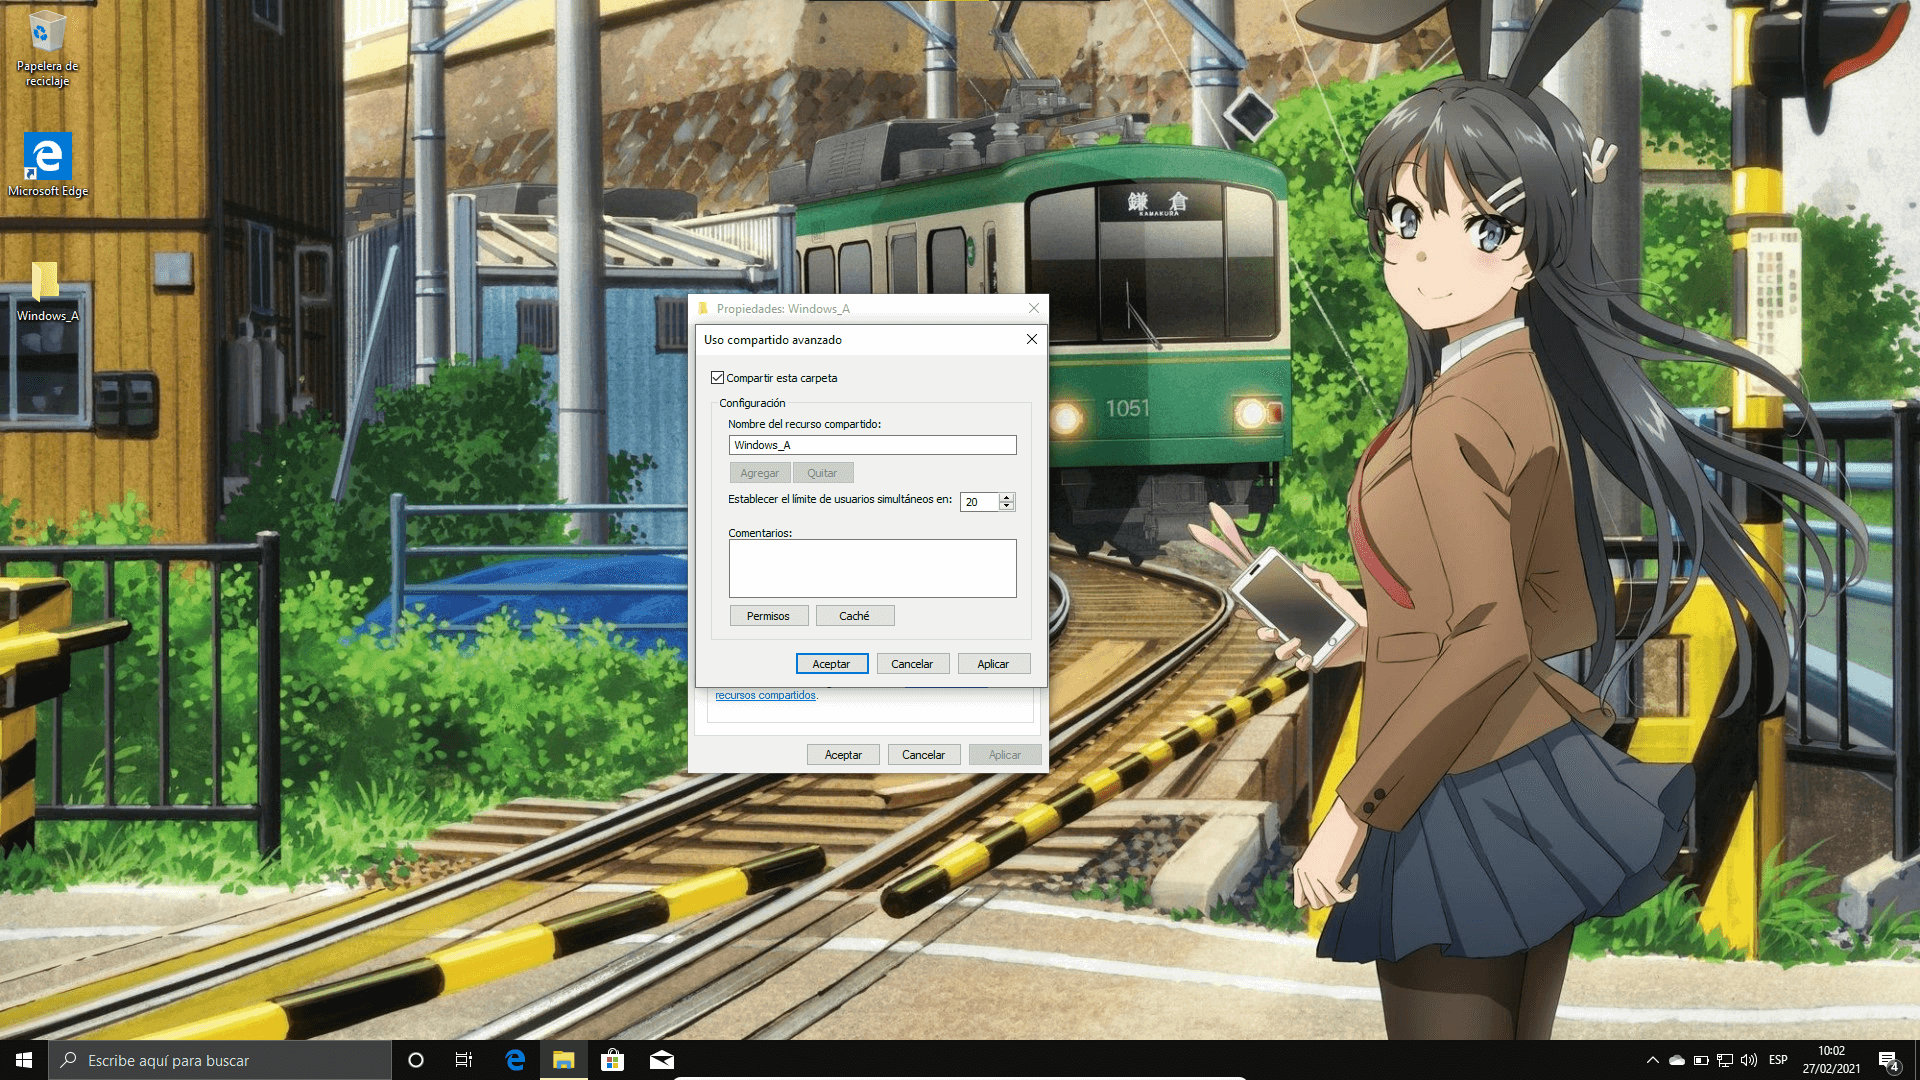 Papelera de
reciclaje
Microsoft Edge
Windows_A
鎌倉
KAMAKURA
1051
Propiedades: Windows_A
Uso compartido avanzado
Compartir esta carpeta
Configuración
Nombre del recurso compartido:
Windows_A
Agregar
Quitar
Establecer el límite de usuarios simultáneos en:
20
Comentarios:
Permisos
Caché
Aceptar
Cancelar
Aplicar
recursos compartidos.
Aceptar
Cancelar
Aplicar
Escribe aquí para buscar
ESP
10:02
27/02/2021
4